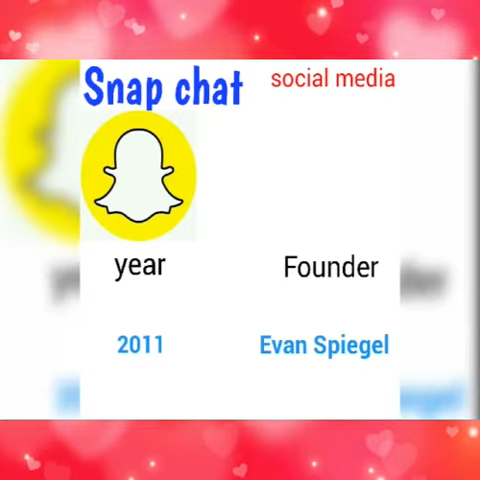 Snap chat
social media
year
Founder
2011
Evan Spiegel